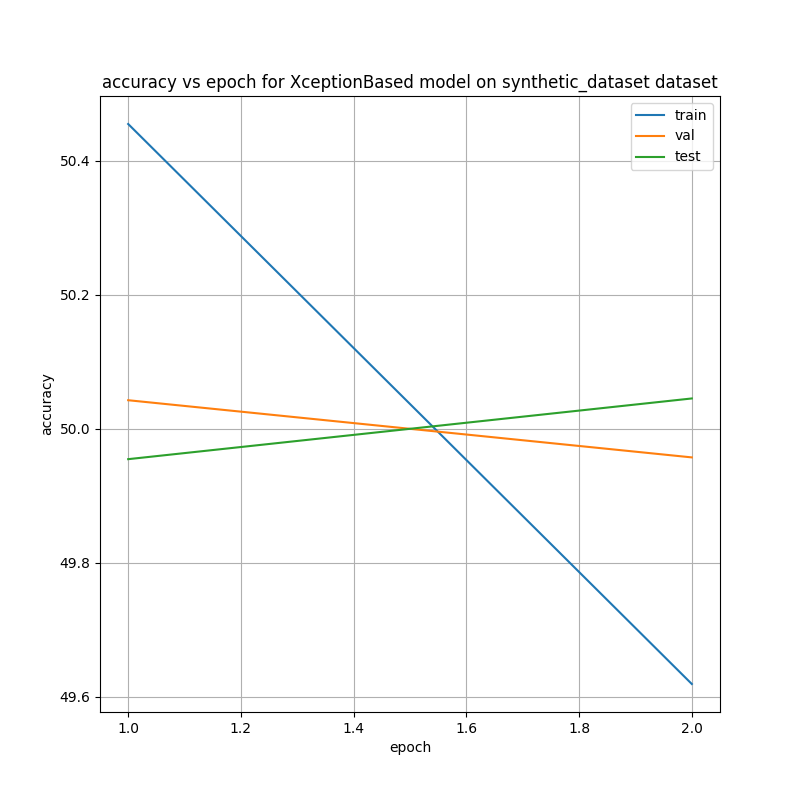 accuracy vs epoch for XceptionBased model on synthetic_dataset dataset
train
val
test
50.4
50.2
50.0
49.8
49.6
accuracy
1.0 1.2 1.4 1.6 1.8 2.0
epoch